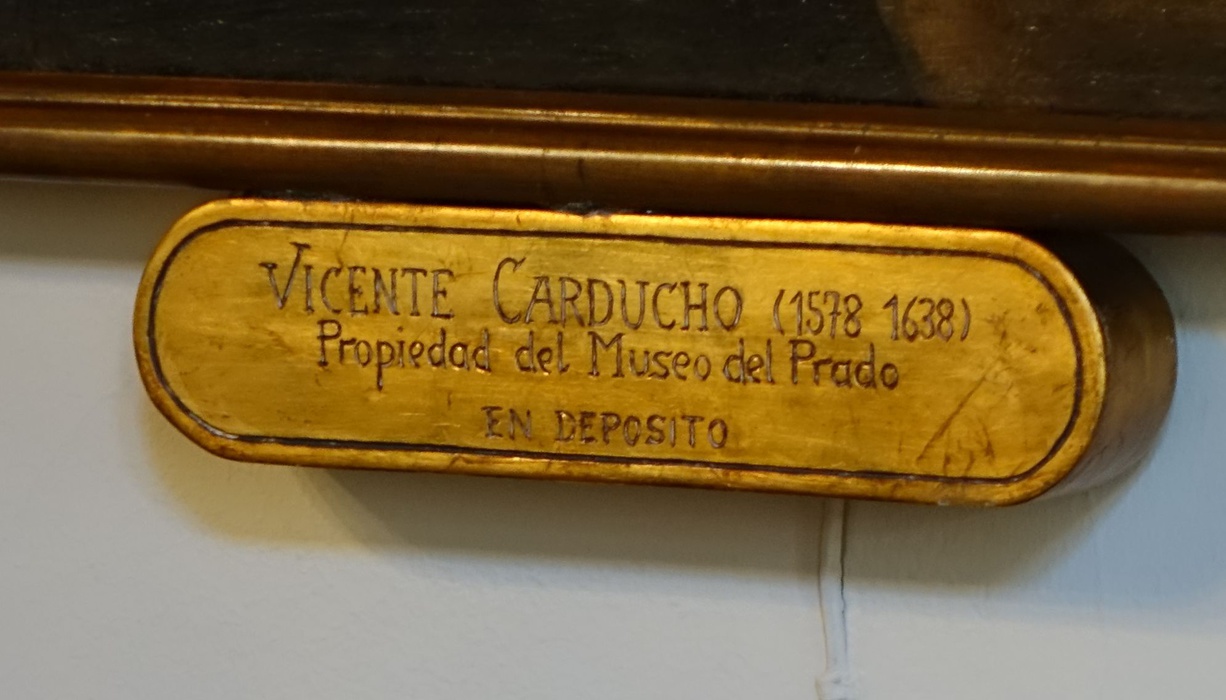 VICENTE CARDUCHO (1578 1638)
Propiedad del Museo del Prado
EN DEPOSITO